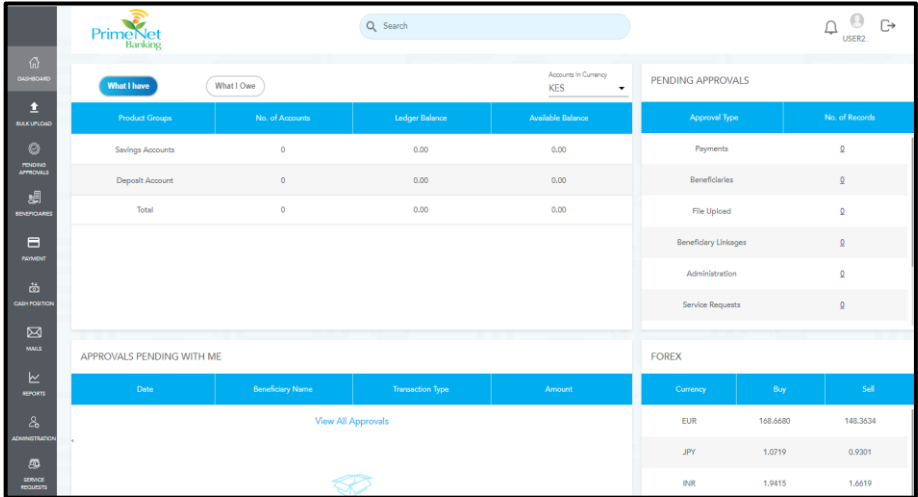 PrimeNet
Banking
Search
USER2..
DASHBOARD
BULK UPLOAD
PENDING
APPROVALS
BENEFICIARIES
PAYMENT
CASH POSITION
MAILS
REPORTS
ADMINISTRATION
SERVICE
REQUESTS
What I have
What I Owe
Accounts In Currency
KES
Product Groups No. of Accounts Ledger Balance Available Balance
Savings Accounts 0 0.00 0.00
Deposit Account 0 0.00 0.00
Total 0 0.00 0.00
PENDING APPROVALS
Approval Type No. of Records
Payments 0
Beneficiaries 0
File Upload 0
Beneficiary Linkages 0
Administration 0
Service Requests 0
APPROVALS PENDING WITH ME
Date Beneficiary Name Transaction Type Amount
View All Approvals
FOREX
Currency Buy Sell
EUR 168.6680 148.3634
JPY 1.0719 0.9301
INR 1.9415 1.6619